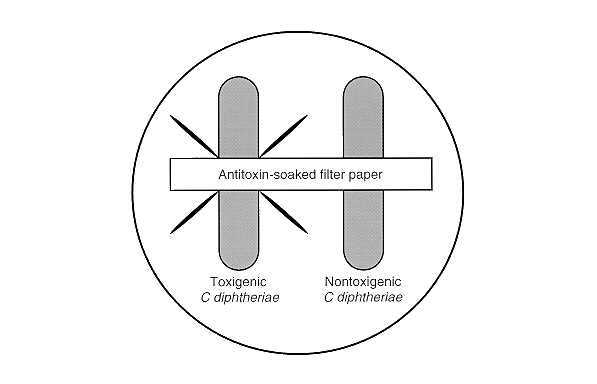 Antitoxin-soaked filter paper
Toxigenic
C diphtheriae
Nontoxigenic
C diphtheriae